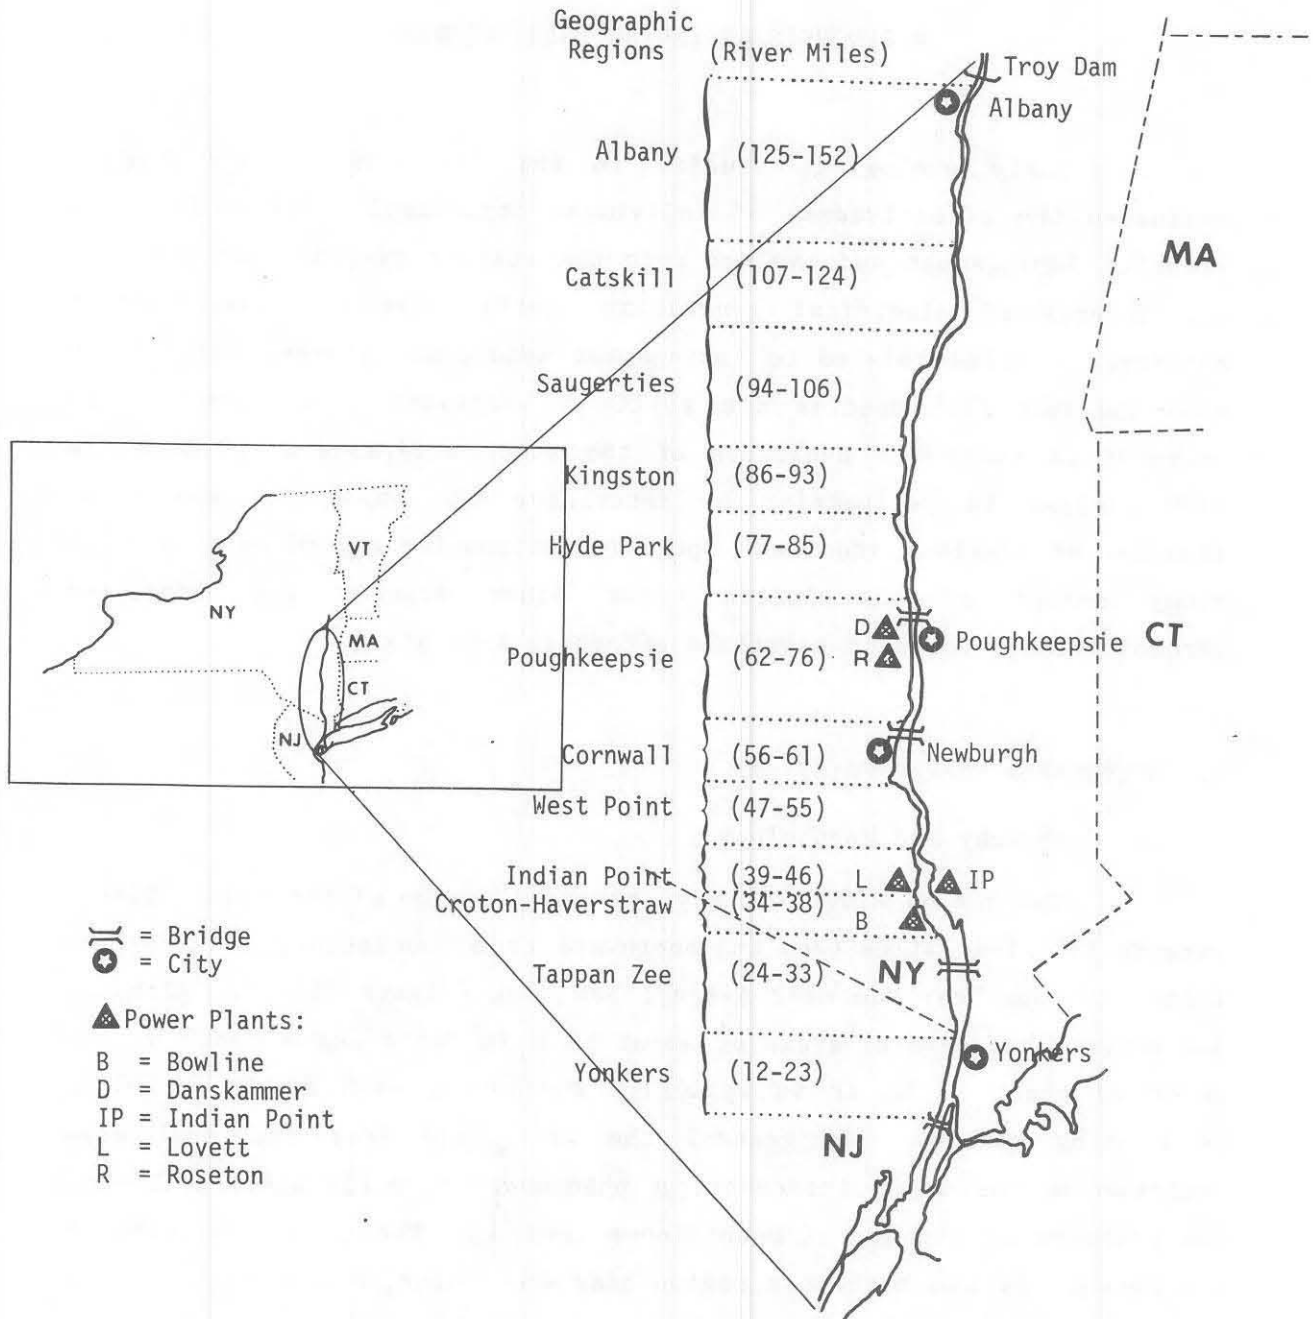 Geographic
Regions (River Miles)
Troy Dam
Albany
Albany (125-152)
MA
Catskill (107-124)
Saugerties (94-106)
Kingston (86-93)
Hyde Park (77-85)
VT
NY
MA
CT
NJ
D
R
Poughkeepsie
CT
Poughkeepsie (62-76)
Cornwall (56-61)
Newburgh
West Point (47-55)
Indian Point (39-46) L IP
Croton-Haverstraw (34-38) B
Tappan Zee (24-33) NY
Yonkers (12-23)
Yonkers
NJ
= Bridge
= City
Power Plants:
B = Bowline
D = Danskammer
IP = Indian Point
L = Lovett
R = Roseton